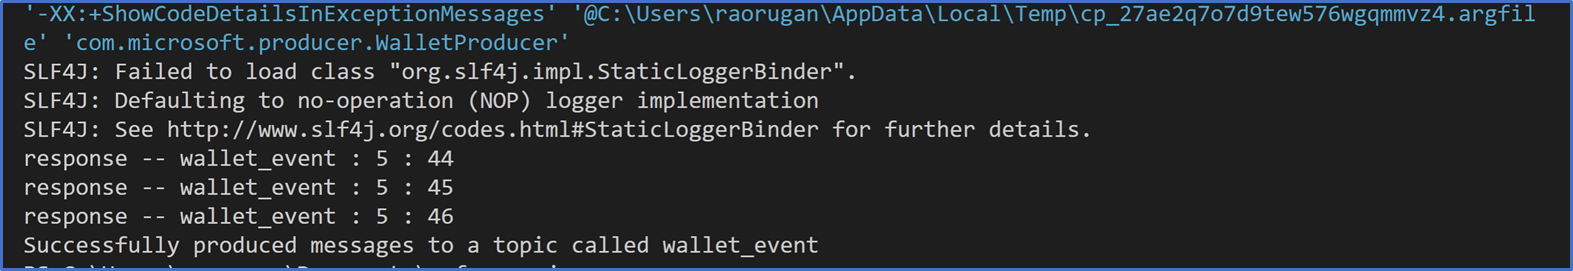 '-XX:+ShowCodeDetailsInExceptionMessages' '@C:\Users\raorugan\AppData\Local\Temp\cp_27ae2q7o7d9tew576wgqmmvz4.argfil
e' 'com.microsoft.producer.WalletProducer'
SLF4J: Failed to load class "org.slf4j.impl.StaticLoggerBinder".
SLF4J: Defaulting to no-operation (NOP) logger implementation
SLF4J: See http://www.slf4j.org/codes.html#StaticLoggerBinder for further details.
response -- wallet_event : 5 : 44
response -- wallet_event : 5 : 45
response -- wallet_event : 5 : 46
Successfully produced messages to a topic called wallet_event